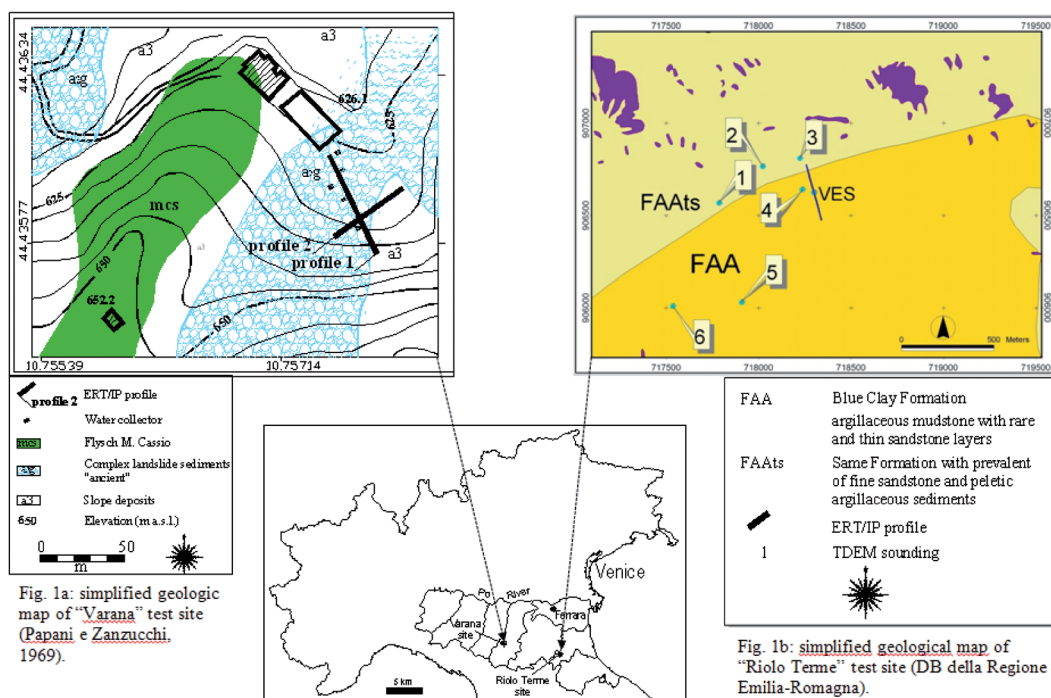 44.43634
44.43577
a3
a3
a:g
626.1
625
a:g
625
mcs
a3
profile 2
profile 1
a3
650
652.2
650
10.755539
10.75714
profile 2
ERT/IP profile
Water collector
mcs
Flysch M. Cassio
a:g
Complex landslide sediments
"ancient"
a3
Slope deposits
650
Elevation (m a.s.l.)
0
50
m
Fig. 1a: simplified geologic
map of “Varana” test site
(Papani e Zanzucchi,
1969).
717500
718000
718500
719000
719500
907000
906500
906000
907000
906500
906000
2
3
1
VES
FAAts
4
FAA
5
6
0
500
Meters
717500
718000
718500
719000
719500
FAA
Blue Clay Formation
argillaceous mudstone with rare
and thin sandstone layers
FAAts
Same Formation with prevalent
of fine sandstone and peletic
argillaceous sediments
ERT/IP profile
1
TDEM sounding
Fig. 1b: simplified geological map of
“Riolo Terme” test site (DB della Regione
Emilia-Romagna).
Venice
Po River
Ferrara
Varana
site
Riolo Terme
site
5 km